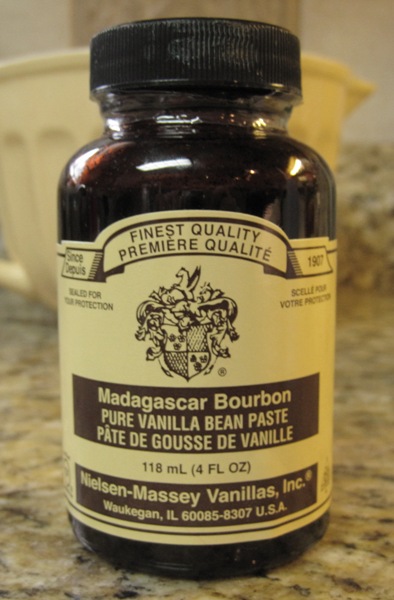 FINEST QUALITY
PREMIÈRE QUALITÉ
Since
Depuis
1907
SEALED FOR
YOUR PROTECTION
SCELLÉ POUR
VOTRE PROTECTION
®
Madagascar Bourbon
PURE VANILLA BEAN PASTE
PÂTE DE GOUSSE DE VANILLE
118 mL (4 FL OZ)
Nielsen-Massey Vanillas, Inc.®
Waukegan, IL 60085-8307 U.S.A.